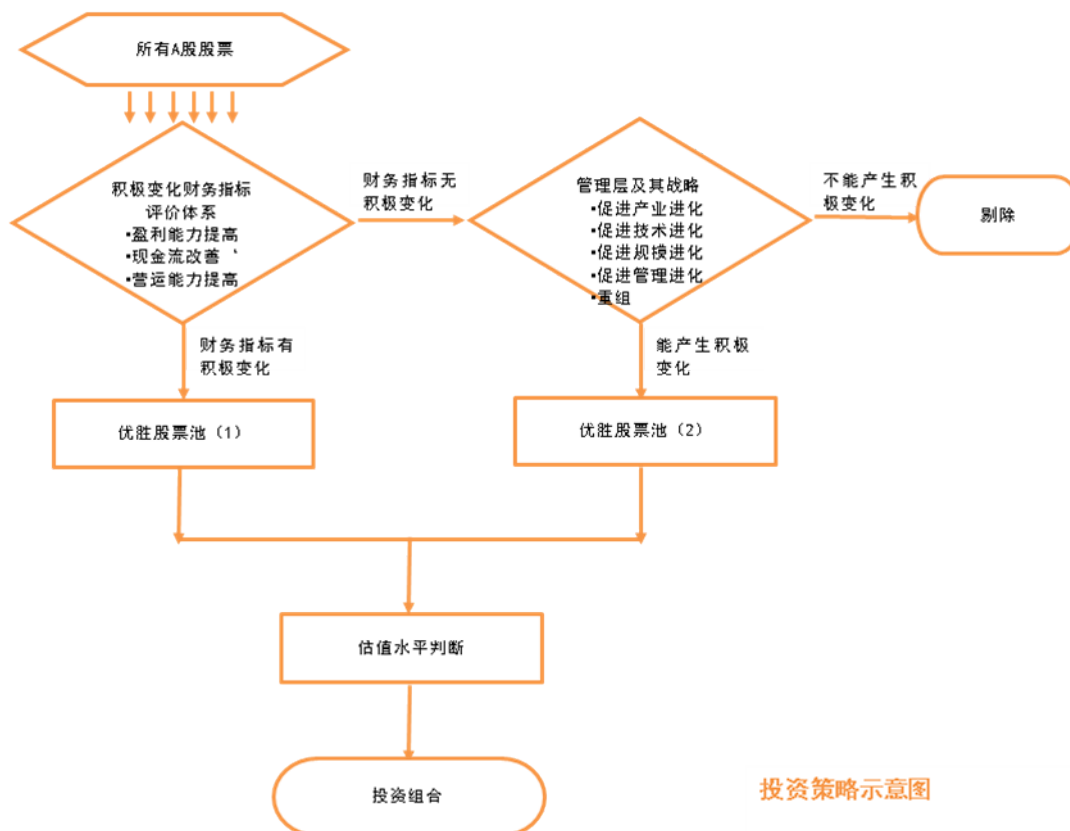 所有A股股票
积极变化财务指标
评价体系
▪盈利能力提高
▪现金流改善 、
▪营运能力提高
财务指标无
积极变化
管理层及其战略
▪促进产业进化
▪促进技术进化
▪促进规模进化
▪促进管理进化
▪重组
不能产生积
极变化
剔除
财务指标有
积极变化
能产生积极
变化
优胜股票池（1）
优胜股票池（2）
估值水平判断
投资组合
投资策略示意图